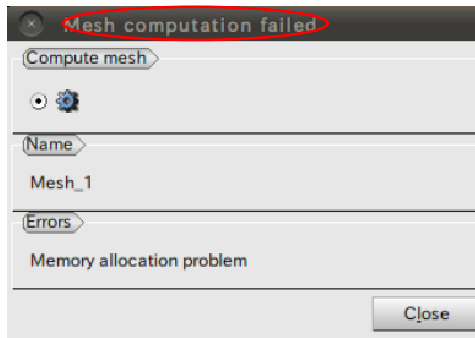 Mesh computation failed
Compute mesh
Name
Mesh_1
Errors
Memory allocation problem
Close